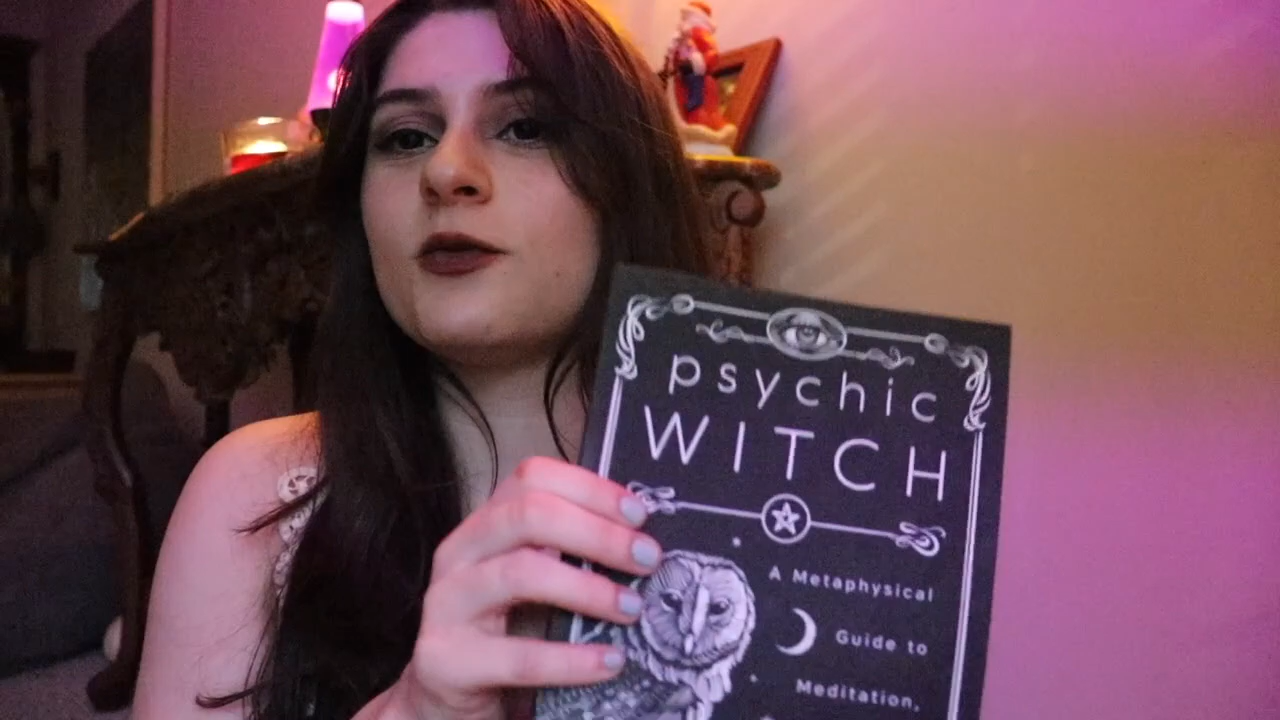 psychic
WITCH
A Metaphysical
Guide to
Meditation,